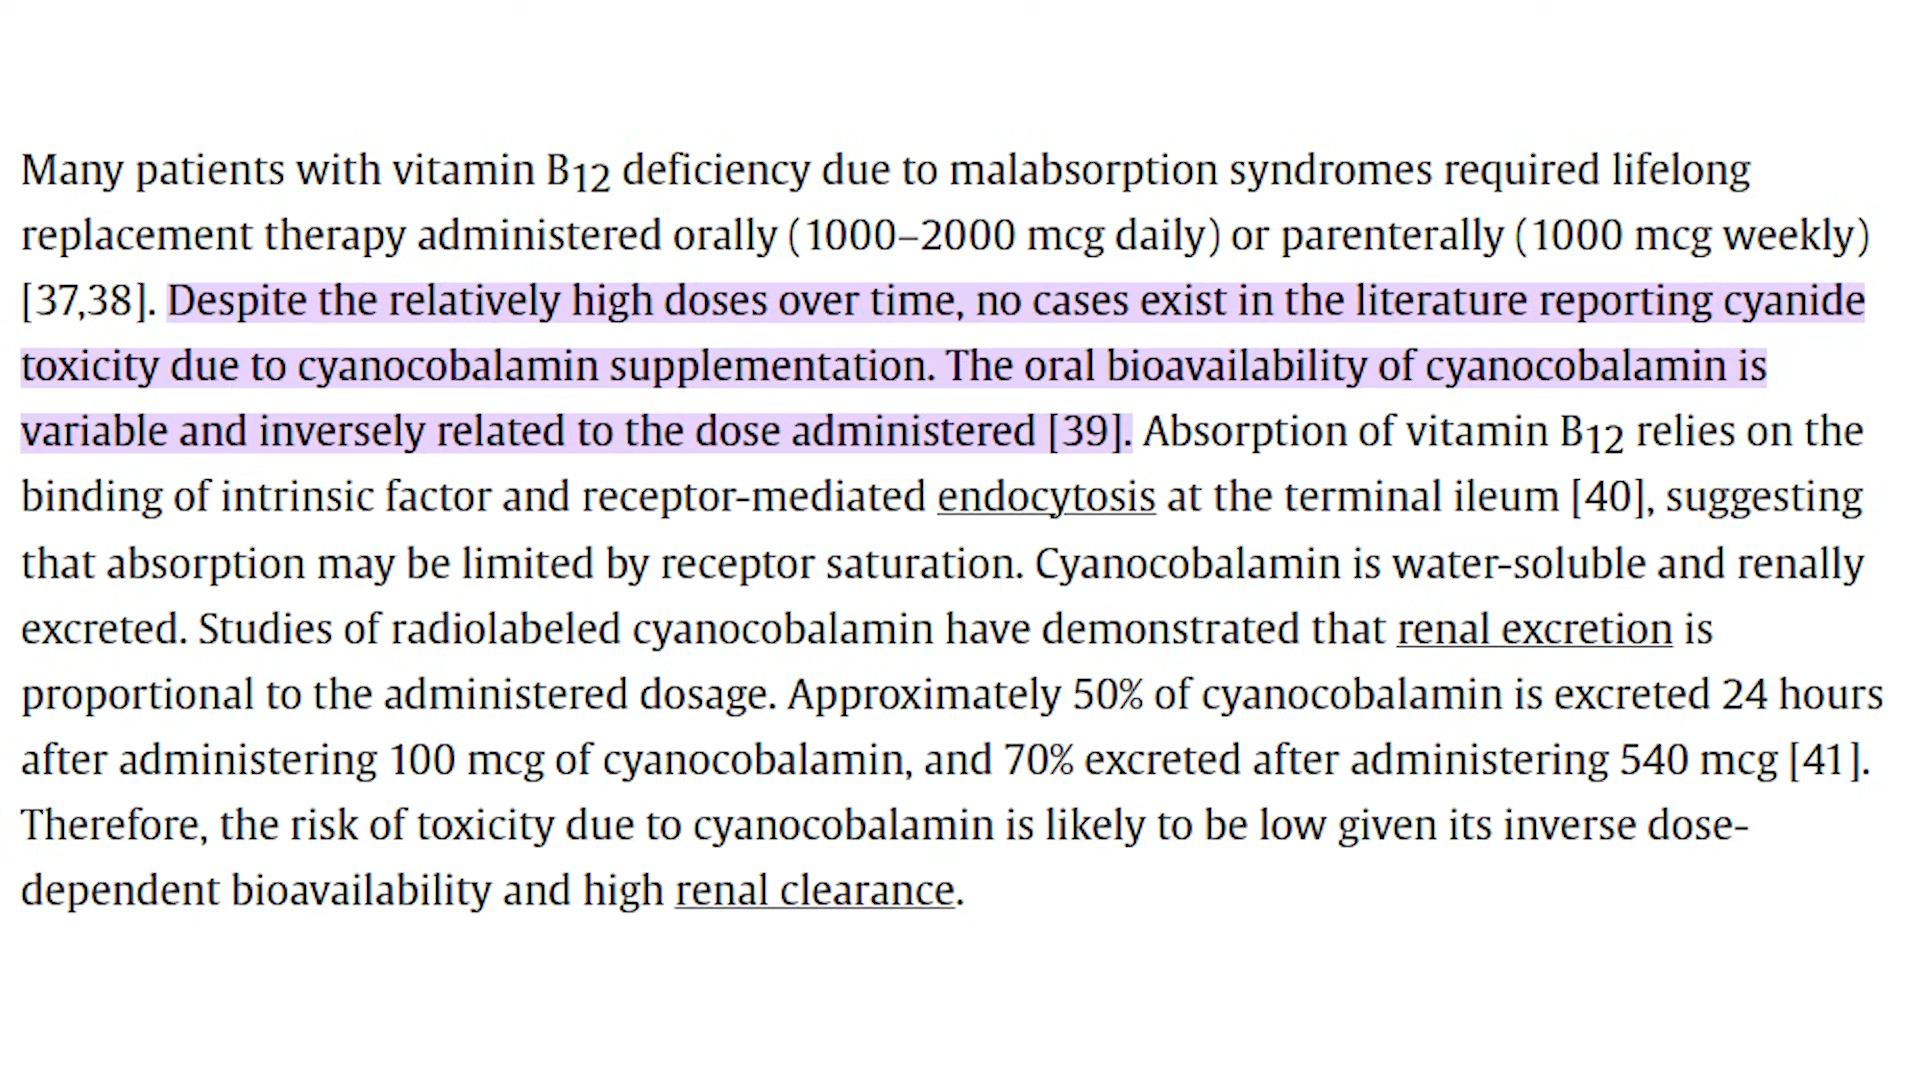 Many patients with vitamin B12 deficiency due to malabsorption syndromes required lifelong
replacement therapy administered orally (1000–2000 mcg daily) or parenterally (1000 mcg weekly)
[37,38]. Despite the relatively high doses over time, no cases exist in the literature reporting cyanide
toxicity due to cyanocobalamin supplementation. The oral bioavailability of cyanocobalamin is
variable and inversely related to the dose administered [39]. Absorption of vitamin B12 relies on the
binding of intrinsic factor and receptor-mediated endocytosis at the terminal ileum [40], suggesting
that absorption may be limited by receptor saturation. Cyanocobalamin is water-soluble and renally
excreted. Studies of radiolabeled cyanocobalamin have demonstrated that renal excretion is
proportional to the administered dosage. Approximately 50% of cyanocobalamin is excreted 24 hours
after administering 100 mcg of cyanocobalamin, and 70% excreted after administering 540 mcg [41].
Therefore, the risk of toxicity due to cyanocobalamin is likely to be low given its inverse dose-
dependent bioavailability and high renal clearance.